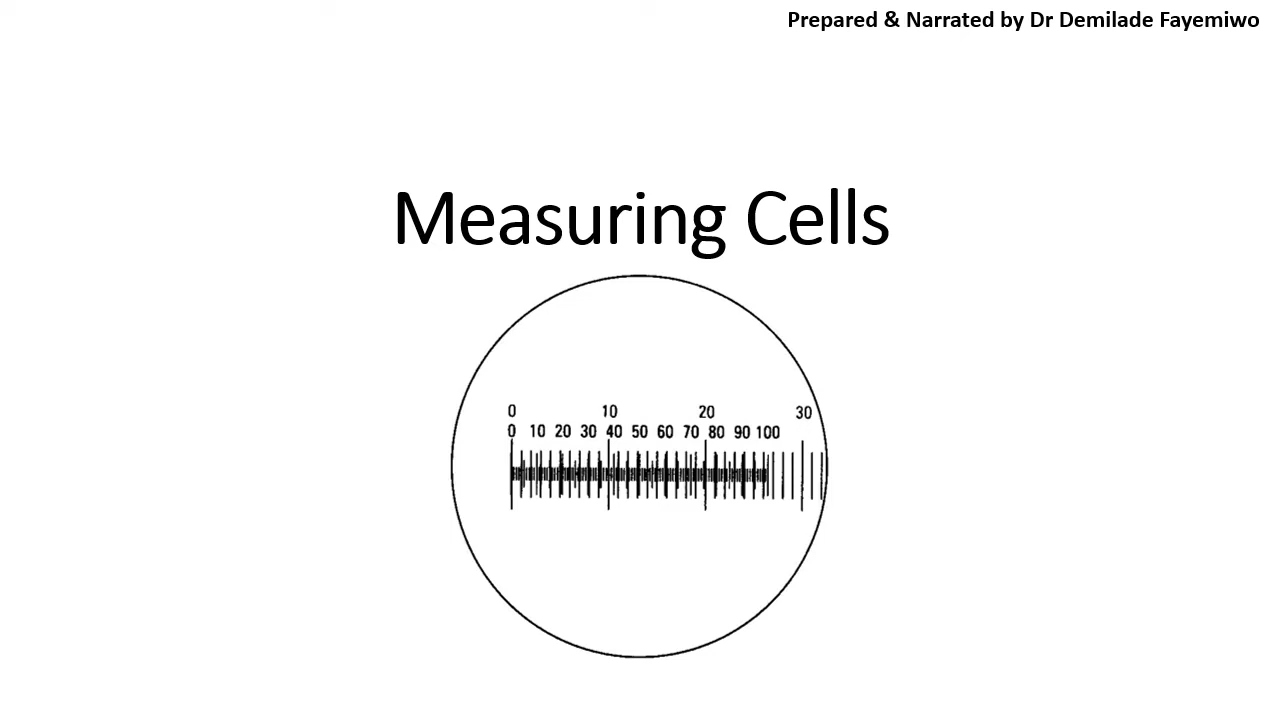 Prepared & Narrated by Dr Demilade Fayemiwo
Measuring Cells
0 10 20 30
0 10 20 30 40 50 60 70 80 90 100